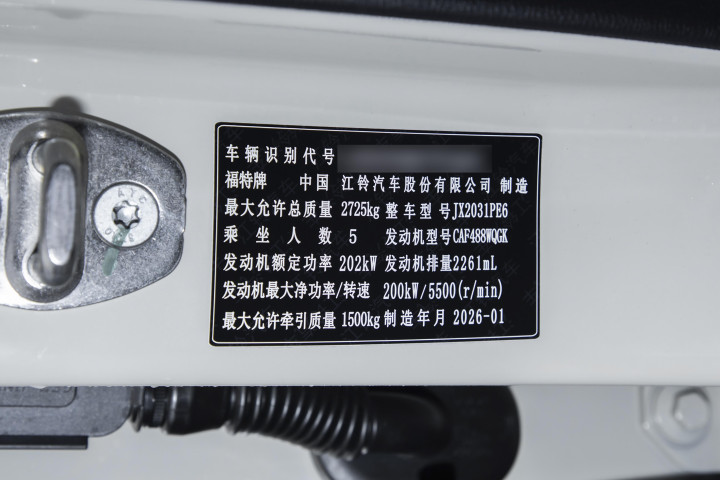 车辆识别代号
福特牌 中国 江铃汽车股份有限公司 制造
最大允许总质量 2725kg 整车型号 JX2031PE6
乘坐人数 5 发动机型号 CAF488WQGK
发动机额定功率 202kW 发动机排量 2261mL
发动机最大净功率/转速 200kW/5500(r/min)
最大允许牵引质量 1500kg 制造年月 2026-01